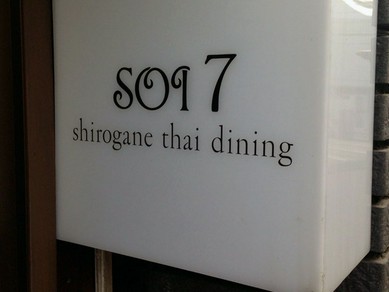 SOI 7
shirogane thai dining